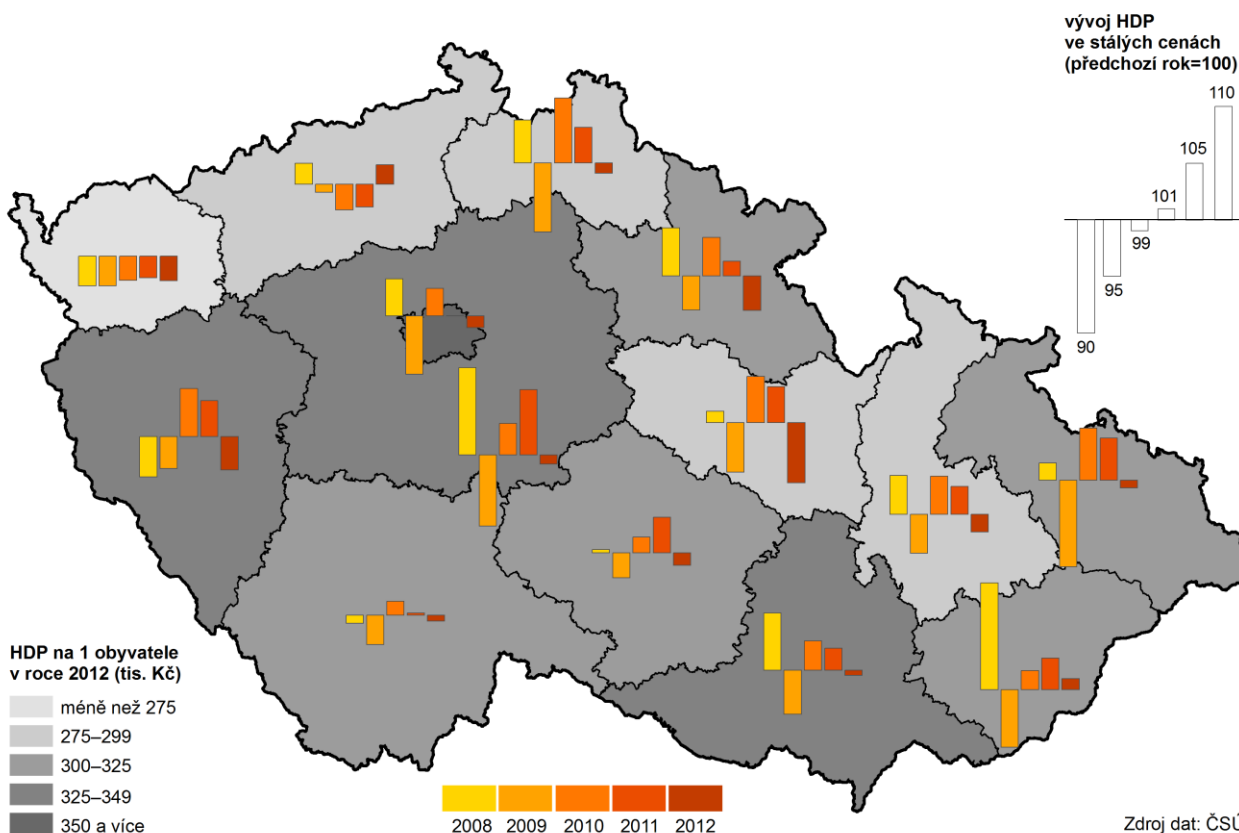 vývoj HDP
ve stálých cenách
(předchozí rok=100)
110
105
101
99
95
90
HDP na 1 obyvatele
v roce 2012 (tis. Kč)
méně než 275
275–299
300–325
325–349
350 a více
2008 2009 2010 2011 2012
Zdroj dat: ČSÚ